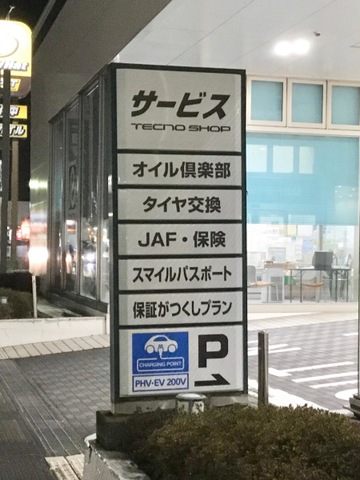 サービス
TECNO SHOP
オイル倶楽部
タイヤ交換
JAF・保険
スマイルパスポート
保証がつくしプラン
CHARGING POINT
PHV・EV 200V
P